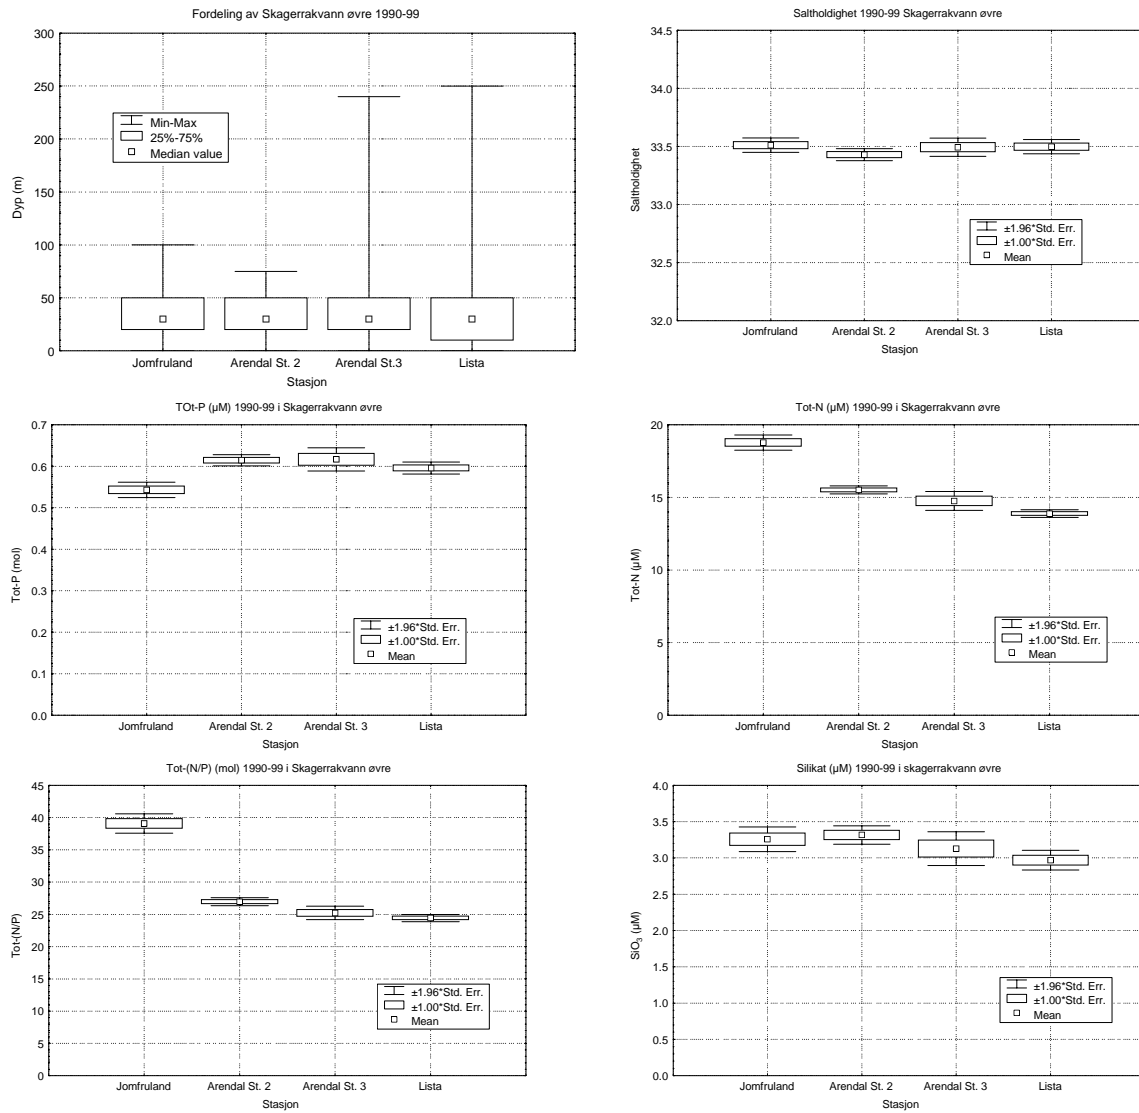 Fordeling av Skagerrakvann øvre 1990-99
Dyp (m)
300
250
200
150
100
50
0
Min-Max
25%-75%
Median value
Jomfruland
Arendal St. 2
Arendal St.3
Lista
Stasjon
Saltholdighet 1990-99 Skagerrakvann øvre
Saltholdighet
34.5
34.0
33.5
33.0
32.5
32.0
±1.96*Std. Err.
±1.00*Std. Err.
Mean
Jomfruland
Arendal St. 2
Arendal St. 3
Lista
Stasjon
TOt-P (µM) 1990-99 i Skagerrakvann øvre
Tot-P (mol)
0.7
0.6
0.5
0.4
0.3
0.2
0.1
0.0
±1.96*Std. Err.
±1.00*Std. Err.
Mean
Jomfruland
Arendal St. 2
Arendal St. 3
Lista
Stasjon
Tot-N (µM) 1990-99 i Skagerrakvann øvre
Tot-N (µM)
20
15
10
5
0
±1.96*Std. Err.
±1.00*Std. Err.
Mean
Jomfruland
Arendal St. 2
Arendal St. 3
Lista
Stasjon
Tot-(N/P) (mol) 1990-99 i Skagerrakvann øvre
Tot-(N/P)
45
40
35
30
25
20
15
10
5
0
±1.96*Std. Err.
±1.00*Std. Err.
Mean
Jomfruland
Arendal St. 2
Arendal St. 3
Lista
Stasjon
Silikat (µM) 1990-99 i skagerrakvann øvre
SiO₃ (µM)
4.0
3.5
3.0
2.5
2.0
1.5
1.0
0.5
0.0
±1.96*Std. Err.
±1.00*Std. Err.
Mean
Jomfruland
Arendal St. 2
Arendal St. 3
Lista
Stasjon